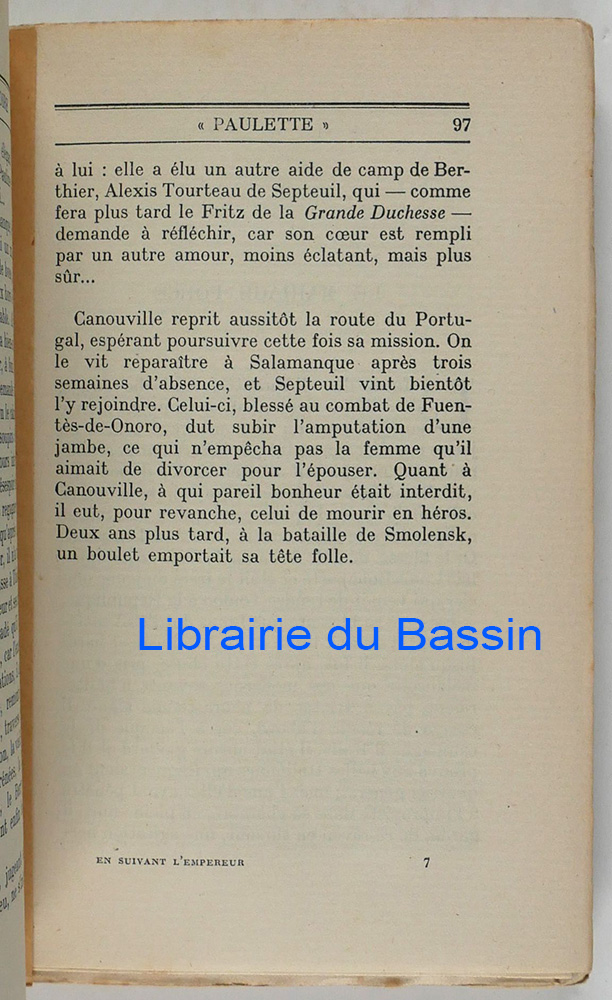 « PAULETTE » 97
à lui : elle a élu un autre aide de camp de Ber-
thier, Alexis Tourteau de Septeuil, qui — comme
fera plus tard le Fritz de la Grande Duchesse —
demande à réfléchir, car son cœur est rempli
par un autre amour, moins éclatant, mais plus
sûr...
Canouville reprit aussitôt la route du Portu-
gal, espérant poursuivre cette fois sa mission. On
le vit reparaître à Salamanque après trois
semaines d'absence, et Septeuil vint bientôt
l'y rejoindre. Celui-ci, blessé au combat de Fuen-
tès-de-Onoro, dut subir l'amputation d'une
jambe, ce qui n'empêcha pas la femme qu'il
aimait de divorcer pour l'épouser. Quant à
Canouville, à qui pareil bonheur était interdit,
il eut, pour revanche, celui de mourir en héros.
Deux ans plus tard, à la bataille de Smolensk,
un boulet emportait sa tête folle.
Librairie du Bassin
EN SUIVANT L'EMPEREUR 7